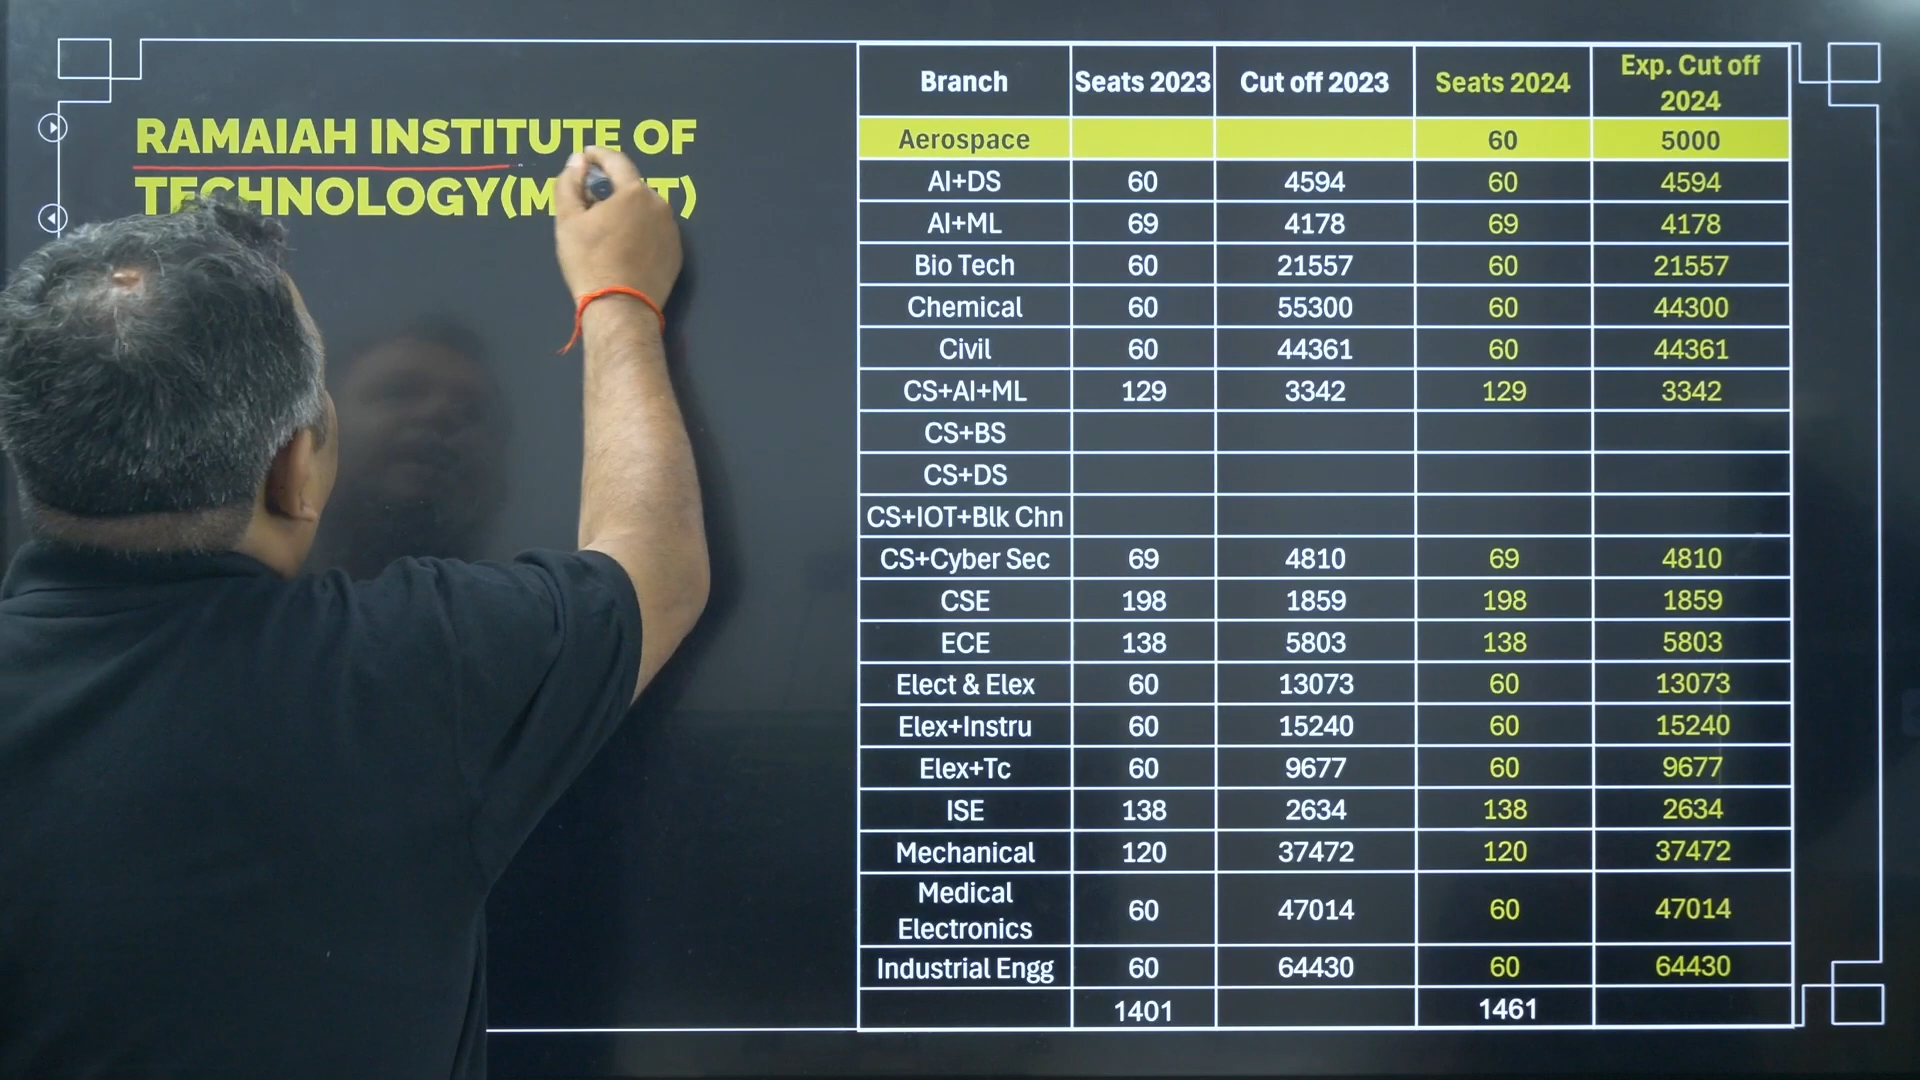 RAMAIAH INSTITUTE OF
Branch Seats 2023 Cut off 2023 Seats 2024 Exp. Cut off 2024
Aerospace 60 5000
AI+DS 60 4594 60 4594
AI+ML 69 4178 69 4178
Bio Tech 60 21557 60 21557
Chemical 60 55300 60 44300
Civil 60 44361 60 44361
CS+AI+ML 129 3342 129 3342
CS+BS
CS+DS
CS+IOT+Blk Chn
CS+Cyber Sec 69 4810 69 4810
CSE 198 1859 198 1859
ECE 138 5803 138 5803
Elect & Elex 60 13073 60 13073
Elex+Instru 60 15240 60 15240
Elex+Tc 60 9677 60 9677
ISE 138 2634 138 2634
Mechanical 120 37472 120 37472
Medical Electronics 60 47014 60 47014
Industrial Engg 60 64430 60 64430
1401 1461